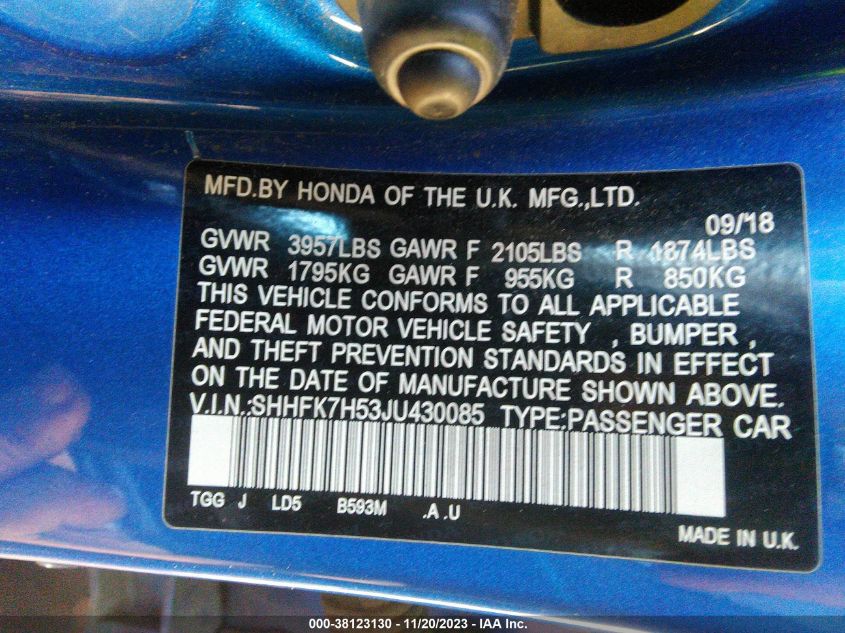 MFD.BY HONDA OF THE U.K. MFG.,LTD.
09/18
GVWR 3957LBS GAWR F 2105LBS R 1874LBS
GVWR 1795KG GAWR F 955KG R 850KG
THIS VEHICLE CONFORMS TO ALL APPLICABLE
FEDERAL MOTOR VEHICLE SAFETY , BUMPER ,
AND THEFT PREVENTION STANDARDS IN EFFECT
ON THE DATE OF MANUFACTURE SHOWN ABOVE.
V.I.N.:SHHFK7H53JU430085 TYPE:PASSENGER CAR
TGG J LD5 B593M .A .U
MADE IN U.K.
000-38123130 - 11/20/2023 - IAA Inc.